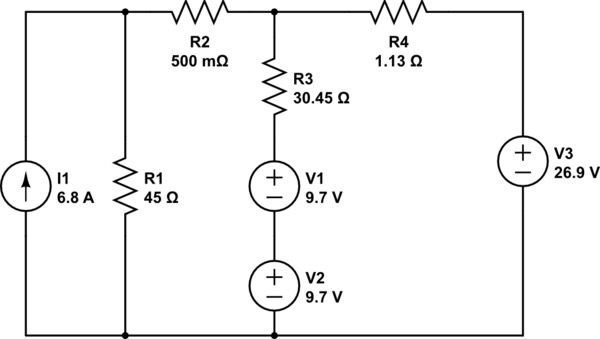 R2
500 mΩ
R4
1.13 Ω
R3
30.45 Ω
I1
6.8 A
R1
45 Ω
+
−
V1
9.7 V
+
−
V3
26.9 V
+
−
V2
9.7 V